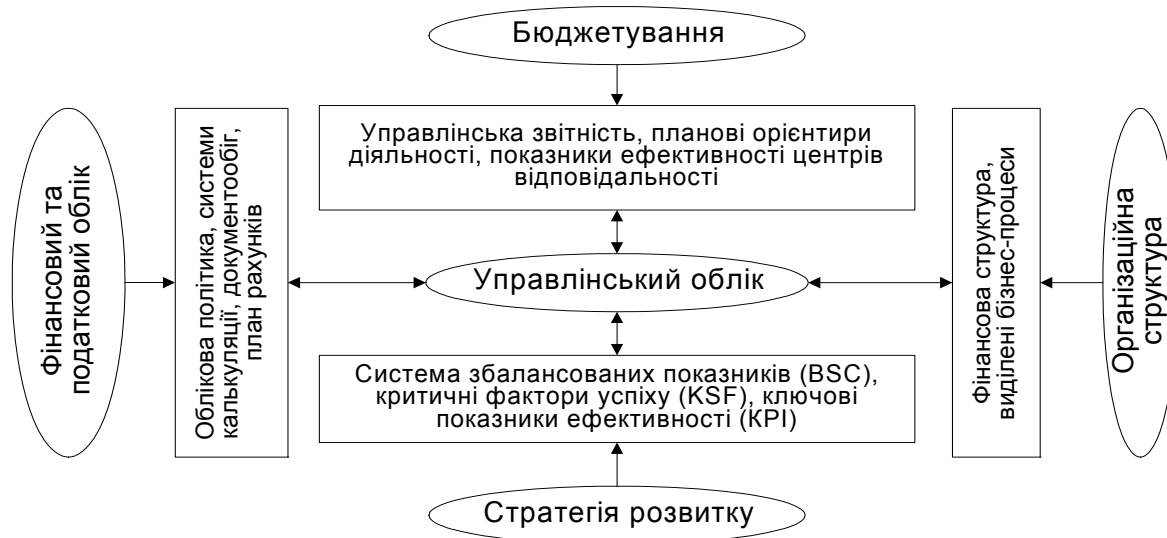 Бюджетування
Управлінська звітність, планові орієнтири
діяльності, показники ефективності центрів
відповідальності
Фінансовий та
податковий облік
Облікова політика, системи
калькуляції, документообіг,
план рахунків
Управлінський облік
Фінансова структура,
виділені бізнес-процеси
Організаційна
структура
Система збалансованих показників (BSC),
критичні фактори успіху (KSF), ключові
показники ефективності (КРІ)
Стратегія розвитку